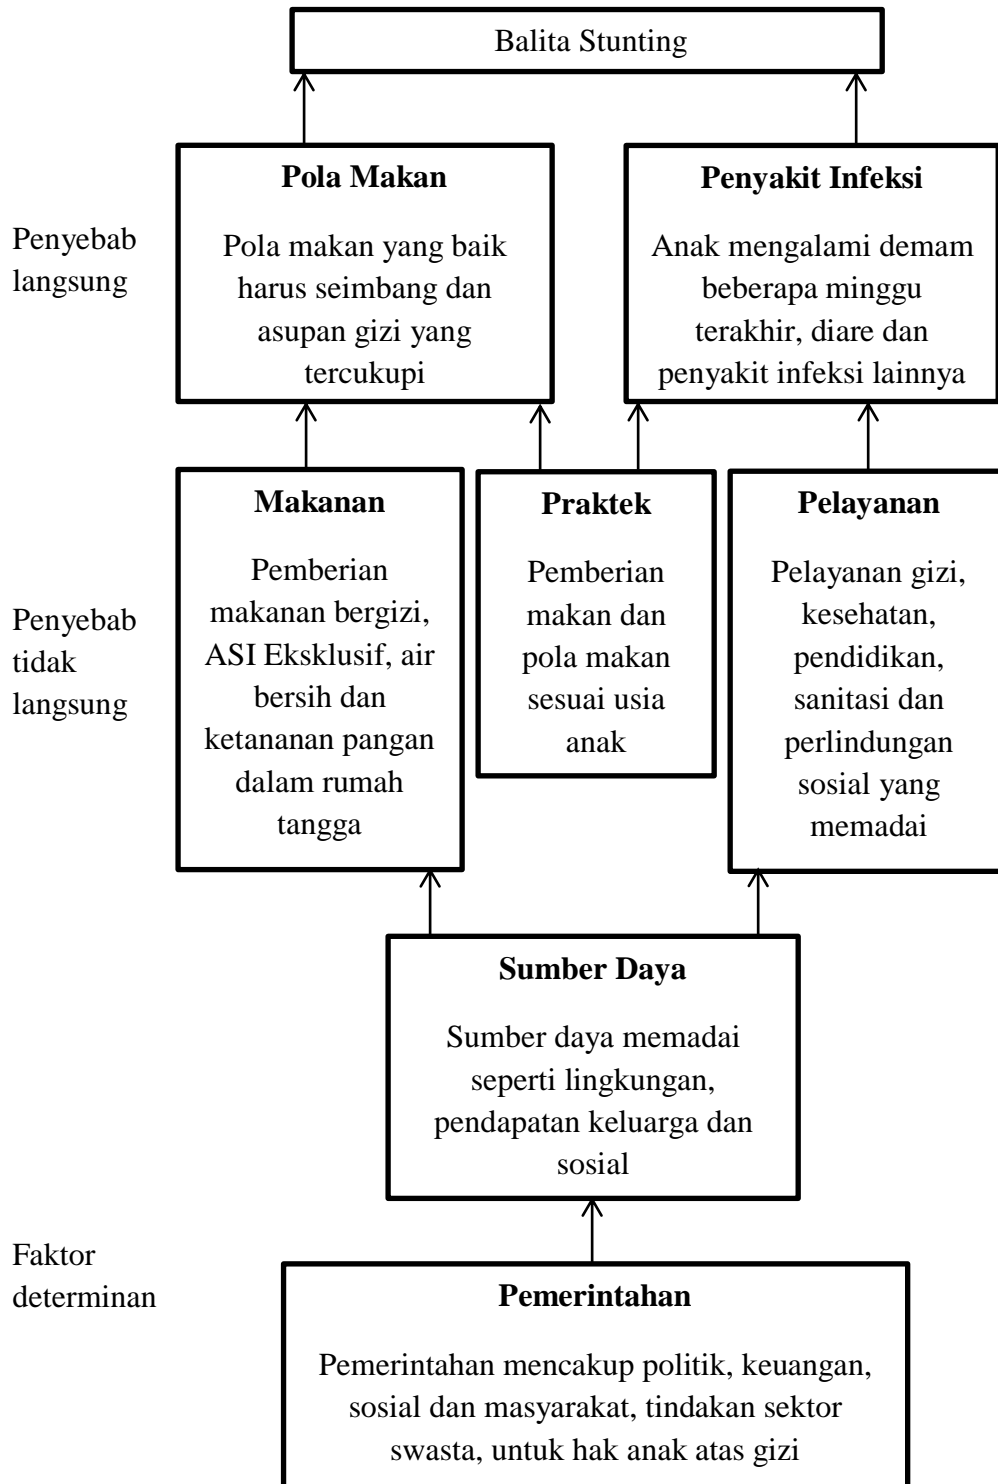 Balita Stunting
Penyebab
langsung
Pola Makan
Pola makan yang baik
harus seimbang dan
asupan gizi yang
tercukupi
Penyakit Infeksi
Anak mengalami demam
beberapa minggu
terakhir, diare dan
penyakit infeksi lainnya
Penyebab
tidak
langsung
Makanan
Pemberian
makanan bergizi,
ASI Eksklusif, air
bersih dan
ketananan pangan
dalam rumah
tangga
Praktek
Pemberian
makan dan
pola makan
sesuai usia
anak
Pelayanan
Pelayanan gizi,
kesehatan,
pendidikan,
sanitasi dan
perlindungan
sosial yang
memadai
Sumber Daya
Sumber daya memadai
seperti lingkungan,
pendapatan keluarga dan
sosial
Faktor
determinan
Pemerintahan
Pemerintahan mencakup politik, keuangan,
sosial dan masyarakat, tindakan sektor
swasta, untuk hak anak atas gizi